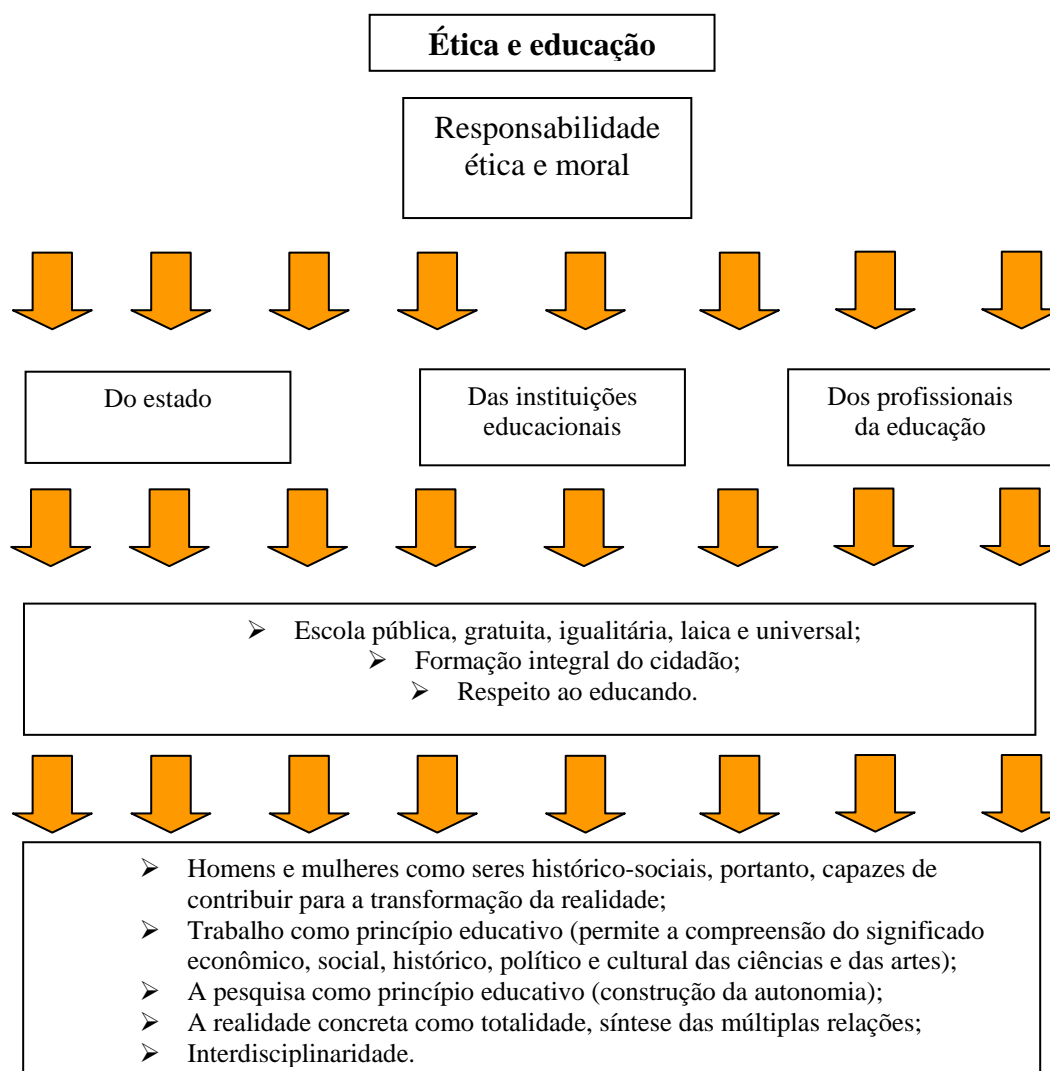 Ética e educação
Responsabilidade
ética e moral
Do estado
Das instituições
educacionais
Dos profissionais
da educação
➢ Escola pública, gratuita, igualitária, laica e universal;
➢ Formação integral do cidadão;
➢ Respeito ao educando.
➢ Homens e mulheres como seres histórico-sociais, portanto, capazes de
contribuir para a transformação da realidade;
➢ Trabalho como princípio educativo (permite a compreensão do significado
econômico, social, histórico, político e cultural das ciências e das artes);
➢ A pesquisa como princípio educativo (construção da autonomia);
➢ A realidade concreta como totalidade, síntese das múltiplas relações;
➢ Interdisciplinaridade.